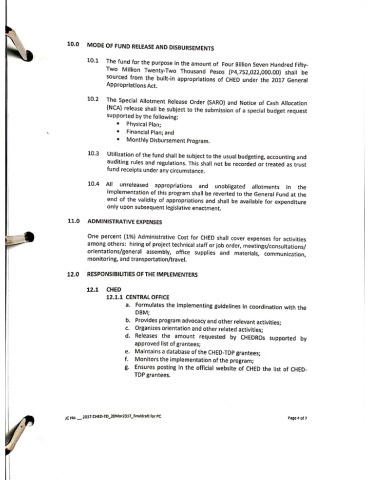 10.0 MODE OF FUND RELEASE AND DISBURSEMENTS
10.1 The fund for the purpose in the amount of Four Billion Seven Hundred Fifty-
Two Million Twenty-Two Thousand Pesos (P4,752,022,000.00) shall be
sourced from the built-in appropriations of CHED under the 2017 General
Appropriations Act.
10.2 The Special Allotment Release Order (SARO) and Notice of Cash Allocation
(NCA) release shall be subject to the submission of a special budget request
supported by the following:
• Physical Plan;
• Financial Plan; and
• Monthly Disbursement Program.
10.3 Utilization of the fund shall be subject to the usual budgeting, accounting and
auditing rules and regulations. This shall not be recorded or treated as trust
fund receipts under any circumstance.
10.4 All unreleased appropriations and unobligated allotments in the
implementation of this program shall be reverted to the General Fund at the
end of the validity of appropriations and shall be available for expenditure
only upon subsequent legislative enactment.
11.0 ADMINISTRATIVE EXPENSES
One percent (1%) Administrative Cost for CHED shall cover expenses for activities
among others: hiring of project technical staff or job order, meetings/consultations/
orientations/general assembly, office supplies and materials, communication,
monitoring, and transportation/travel.
12.0 RESPONSIBILITIES OF THE IMPLEMENTERS
12.1 CHED
12.1.1 CENTRAL OFFICE
a. Formulates the implementing guidelines in coordination with the
DBM;
b. Provides program advocacy and other relevant activities;
c. Organizes orientation and other related activities;
d. Releases the amount requested by CHEDROs supported by
approved list of grantees;
e. Maintains a database of the CHED-TDP grantees;
f. Monitors the implementation of the program;
g. Ensures posting in the official website of CHED the list of CHED-
TDP grantees.
JC No. __ 2017 CHED-TD_28Mar2017_finaldraft for PC Page 4 of 7